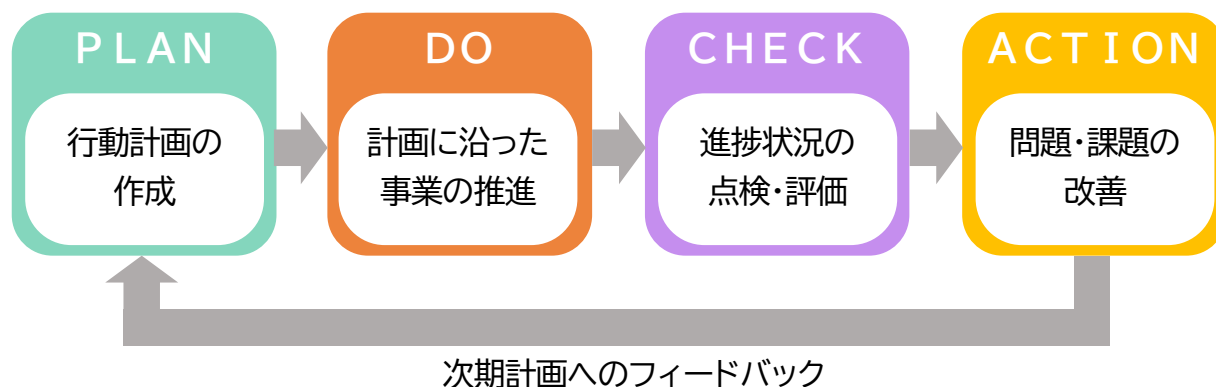 PLAN
行動計画の
作成
DO
計画に沿った
事業の推進
CHECK
進捗状況の
点検・評価
ACTION
問題・課題の
改善
次期計画へのフィードバック